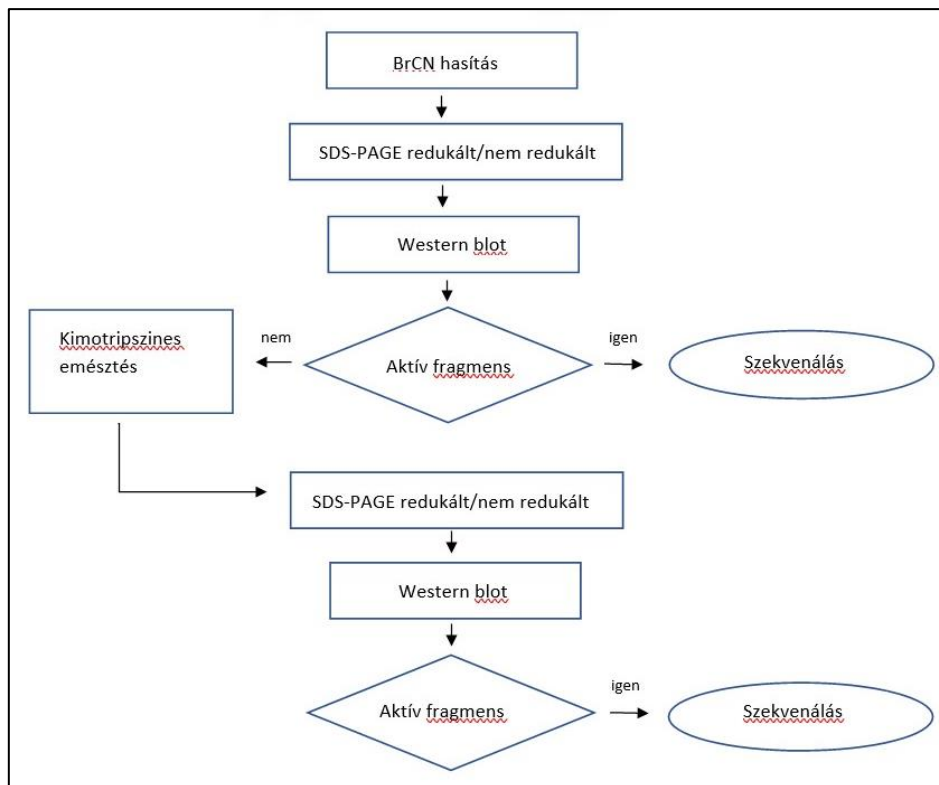 BrCN hasítás
SDS-PAGE redukált/nem redukált
Western blot
Kimotripszines
emésztés
nem
Aktív fragmens
igen
Szekvenálás
SDS-PAGE redukált/nem redukált
Western blot
Aktív fragmens
igen
Szekvenálás